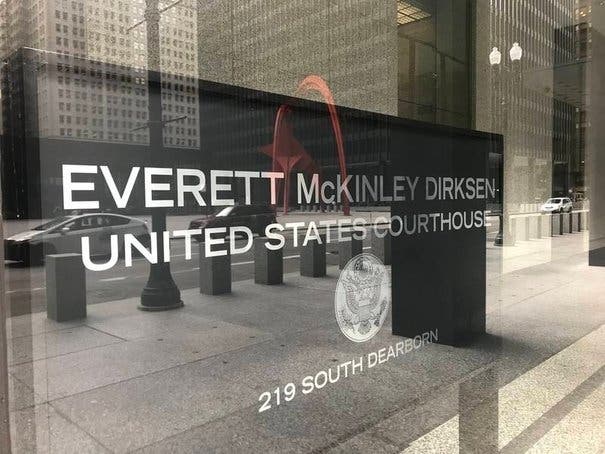 EVERETT McKINLEY DIRKSEN
UNITED STATES COURTHOUSE
219 SOUTH DEARBORN